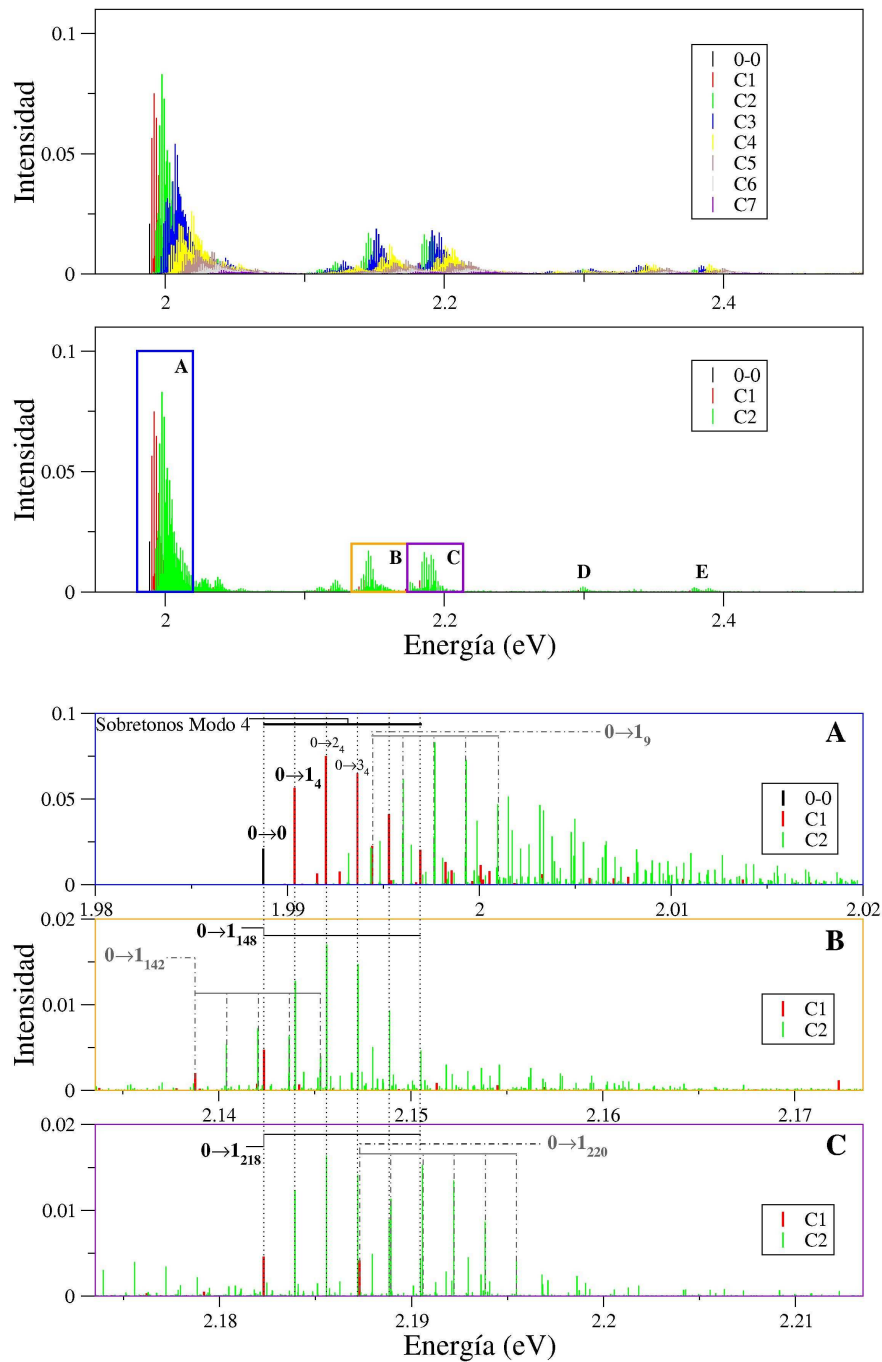 0.1
0.05
0
Intensidad
2
2.2
2.4
0-0
C1
C2
C3
C4
C5
C6
C7
0.1
0.05
0
Intensidad
A
B
C
D
E
0-0
C1
C2
2
2.2
2.4
Energía (eV)
0.1
0.05
0
Sobretonos Modo 4
0→0
0→1₄
0→2₄
0→3₄
0→1₉
A
0-0
C1
C2
1.98
1.99
2
2.01
2.02
0.02
0.01
0
Intensidad
0→1₁₄₈
0→1₁₄₂
B
C1
C2
2.14
2.15
2.16
2.17
0.02
0.01
0
0→1₂₁₈
0→1₂₂₀
C
C1
C2
2.18
2.19
2.2
2.21
Energía (eV)